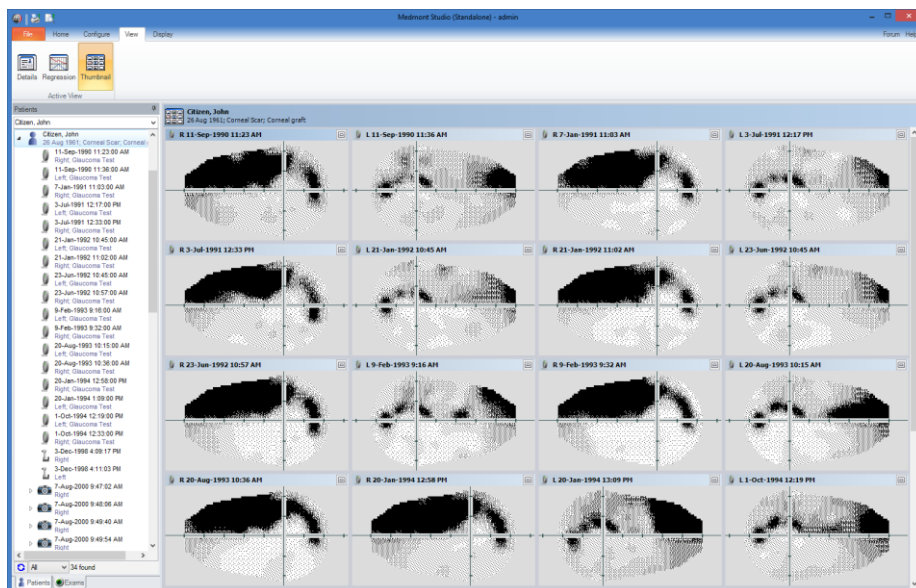 Medmont Studio (Standalone) - admin
File Home Configure View Display Forum Help
Details Regression Thumbnail
Active View
Patients
Citizen, John
Citizen, John
26 Aug 1961; Corneal Scar; Corneal
11-Sep-1990 11:23:00 AM
Right; Glaucoma Test
11-Sep-1990 11:36:00 AM
Left; Glaucoma Test
7-Jan-1991 11:03:00 AM
Right; Glaucoma Test
3-Jul-1991 12:17:00 PM
Left; Glaucoma Test
3-Jul-1991 12:33:00 PM
Right; Glaucoma Test
21-Jan-1992 10:45:00 AM
Left; Glaucoma Test
21-Jan-1992 11:02:00 AM
Right; Glaucoma Test
23-Jun-1992 10:45:00 AM
Left; Glaucoma Test
23-Jun-1992 10:57:00 AM
Right; Glaucoma Test
9-Feb-1993 9:16:00 AM
Left; Glaucoma Test
9-Feb-1993 9:32:00 AM
Right; Glaucoma Test
20-Aug-1993 10:15:00 AM
Left; Glaucoma Test
20-Aug-1993 10:36:00 AM
Right; Glaucoma Test
20-Jan-1994 12:58:00 PM
Right; Glaucoma Test
20-Jan-1994 1:09:00 PM
Left; Glaucoma Test
1-Oct-1994 12:19:00 PM
Left; Glaucoma Test
1-Oct-1994 12:33:00 PM
Right; Glaucoma Test
3-Dec-1998 4:09:17 PM
Right
3-Dec-1998 4:11:03 PM
Left
7-Aug-2000 9:47:02 AM
Right
7-Aug-2000 9:48:06 AM
Right
7-Aug-2000 9:49:40 AM
Right
7-Aug-2000 9:49:54 AM
Right
All 34 found
Patients Exams
Citizen, John
26 Aug 1961; Corneal Scar; Corneal graft
R 11-Sep-1990 11:23 AM L 11-Sep-1990 11:36 AM R 7-Jan-1991 11:03 AM L 3-Jul-1991 12:17 PM
R 3-Jul-1991 12:33 PM L 21-Jan-1992 10:45 AM R 21-Jan-1992 11:02 AM L 23-Jun-1992 10:45 AM
R 23-Jun-1992 10:57 AM L 9-Feb-1993 9:16 AM R 9-Feb-1993 9:32 AM L 20-Aug-1993 10:15 AM
R 20-Aug-1993 10:36 AM R 20-Jan-1994 12:58 PM L 20-Jan-1994 13:09 PM L 1-Oct-1994 12:19 PM